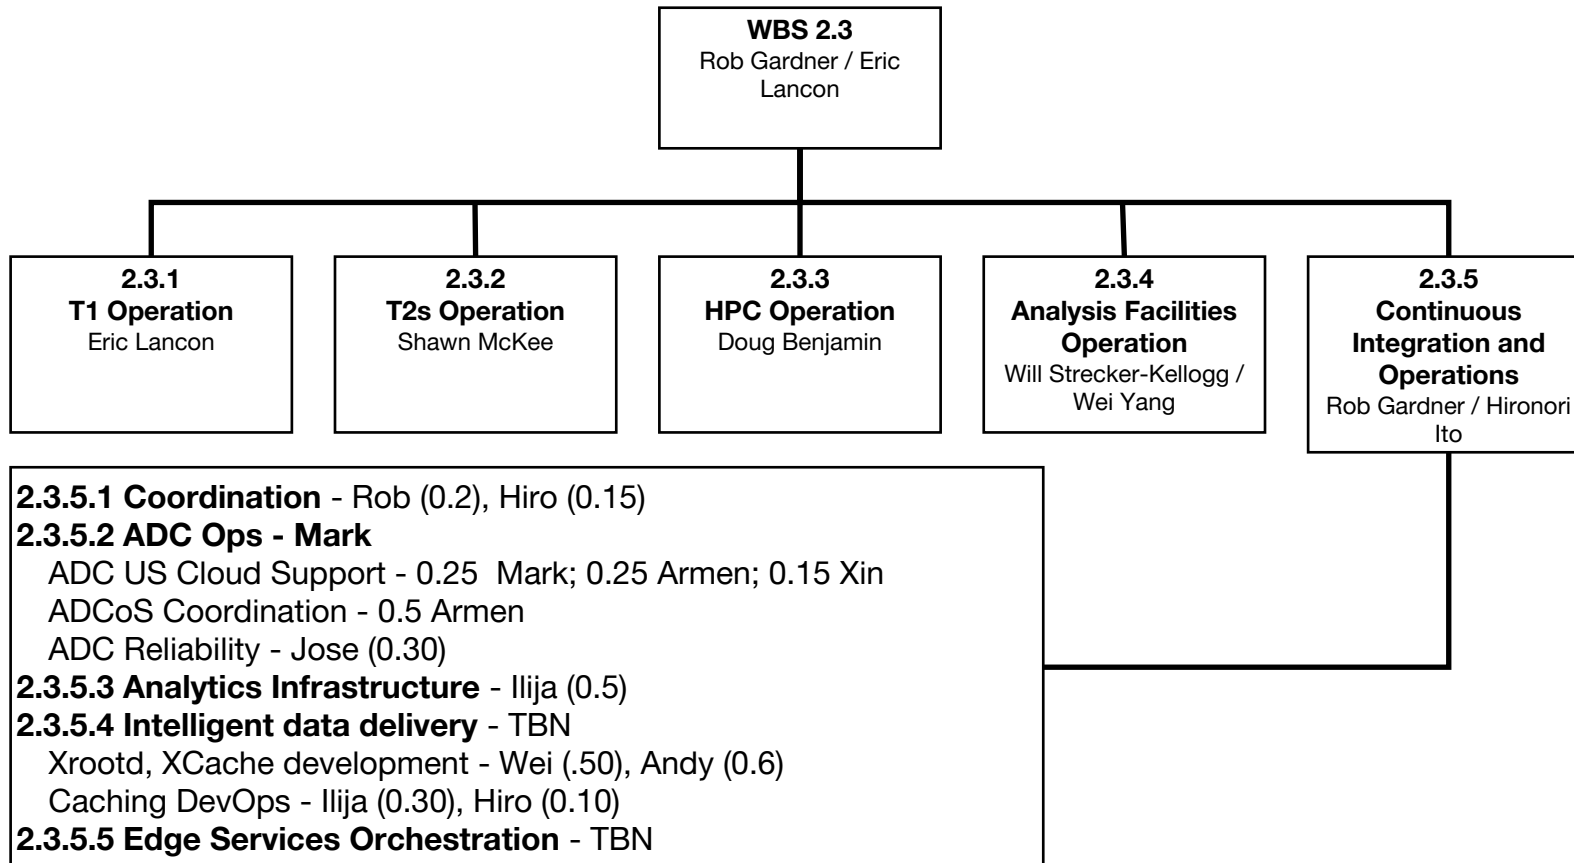 WBS 2.3
Rob Gardner / Eric
Lancon
2.3.1
T1 Operation
Eric Lancon
2.3.2
T2s Operation
Shawn McKee
2.3.3
HPC Operation
Doug Benjamin
2.3.4
Analysis Facilities
Operation
Will Strecker-Kellogg /
Wei Yang
2.3.5
Continuous
Integration and
Operations
Rob Gardner / Hironori
Ito
2.3.5.1 Coordination - Rob (0.2), Hiro (0.15)
2.3.5.2 ADC Ops - Mark
ADC US Cloud Support - 0.25 Mark; 0.25 Armen; 0.15 Xin
ADCoS Coordination - 0.5 Armen
ADC Reliability - Jose (0.30)
2.3.5.3 Analytics Infrastructure - Ilija (0.5)
2.3.5.4 Intelligent data delivery - TBN
Xrootd, XCache development - Wei (.50), Andy (0.6)
Caching DevOps - Ilija (0.30), Hiro (0.10)
2.3.5.5 Edge Services Orchestration - TBN